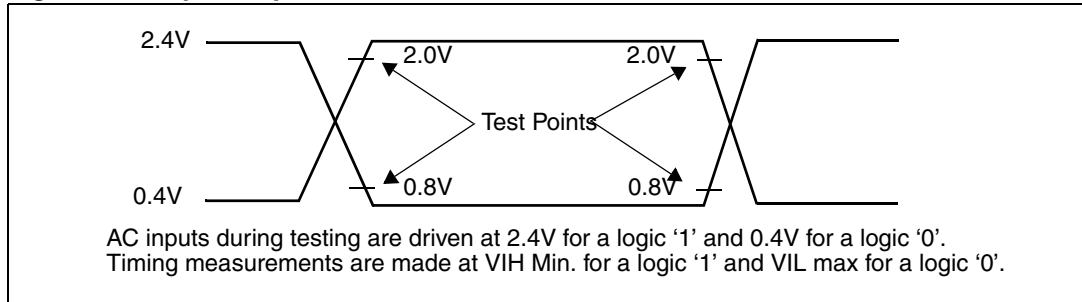 2.4V
2.0V
2.0V
Test Points
0.4V
0.8V
0.8V
AC inputs during testing are driven at 2.4V for a logic ‘1’ and 0.4V for a logic ‘0’.
Timing measurements are made at VIH Min. for a logic ‘1’ and VIL max for a logic ‘0’.